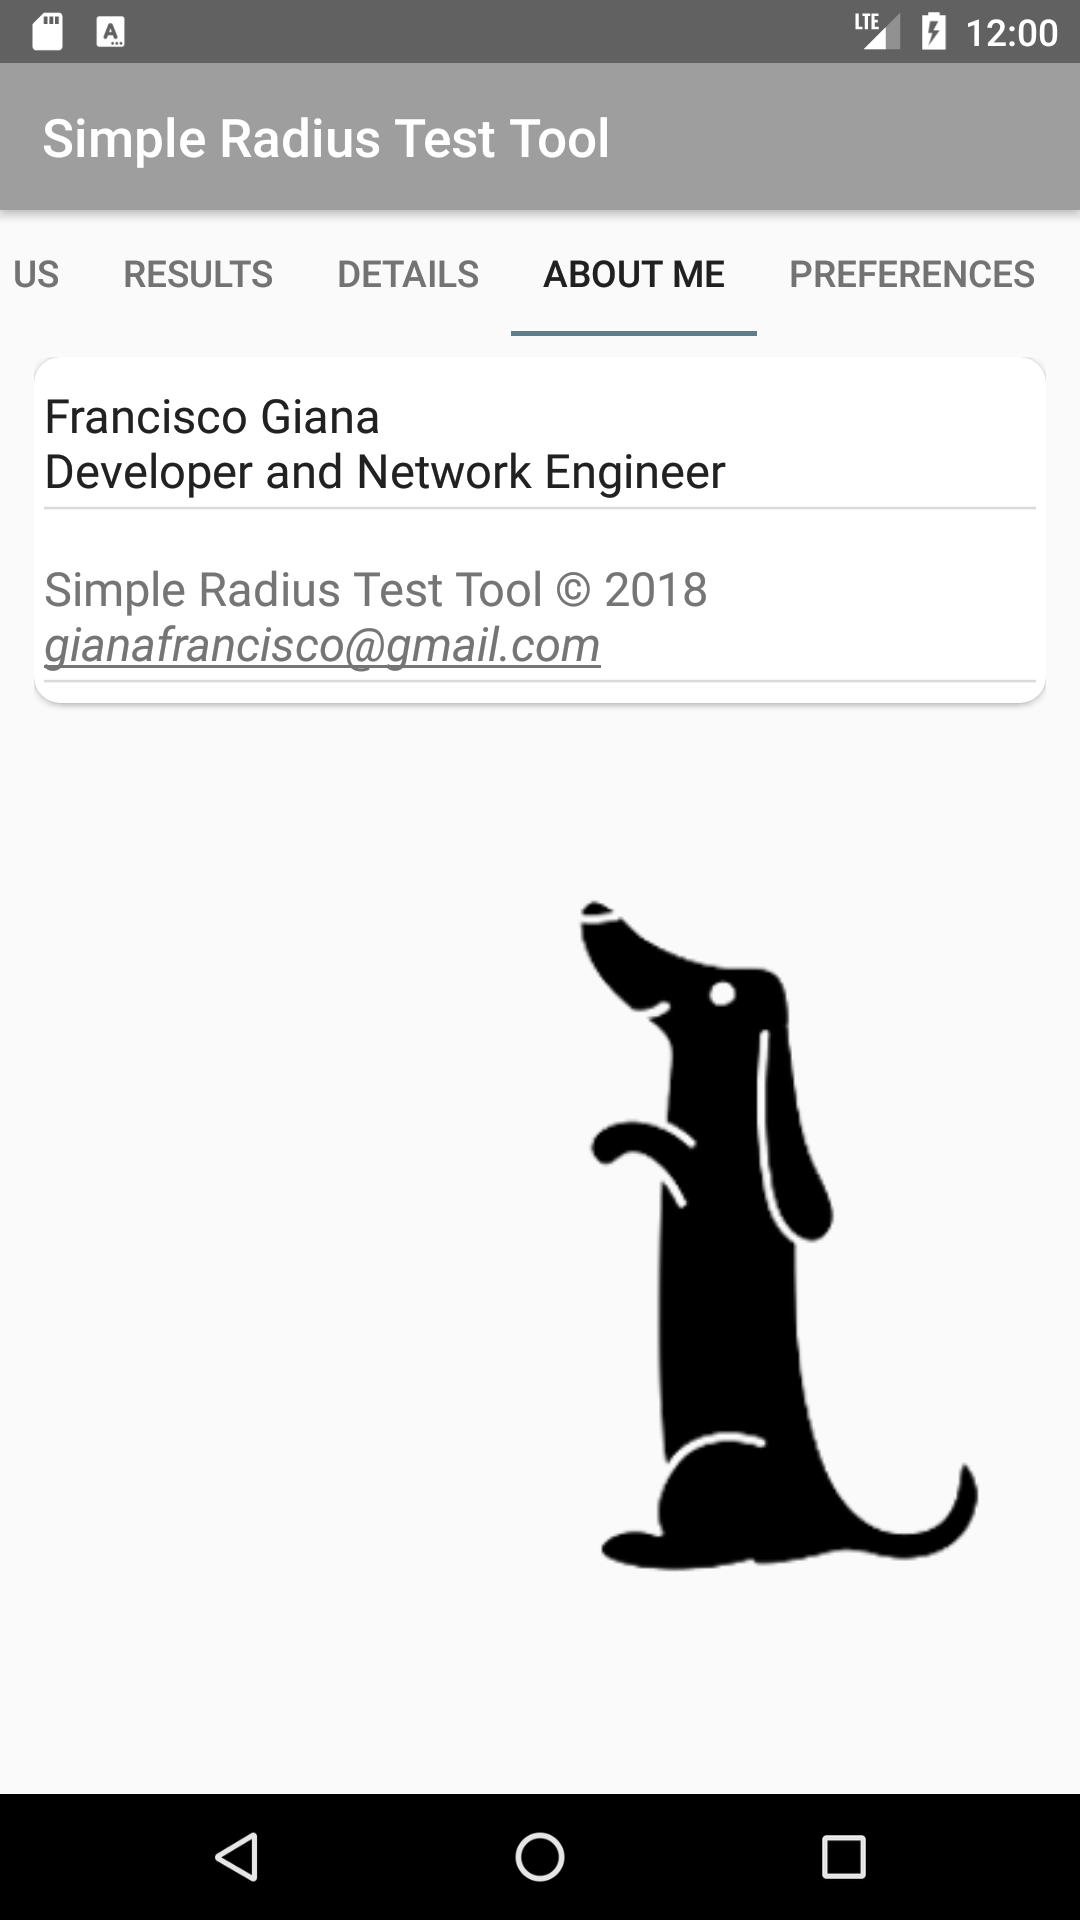 LTE 12:00
Simple Radius Test Tool
US RESULTS DETAILS ABOUT ME PREFERENCES
Francisco Giana
Developer and Network Engineer
Simple Radius Test Tool © 2018
gianafrancisco@gmail.com